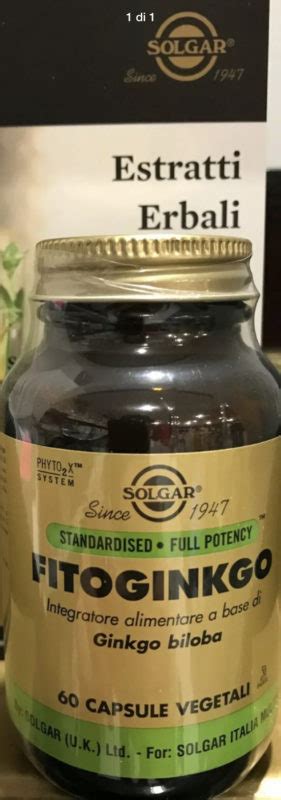 1 di 1
SOLGAR®
Since 1947
Estratti
Erbali
PHYTO2X™
SYSTEM
SOLGAR®
Since 1947
STANDARDISED • FULL POTENCY™
FITOGINKGO
Integratore alimentare a base di
Ginkgo biloba
60 CAPSULE VEGETALI
SOLGAR (U.K.) Ltd. - For: SOLGAR ITALIA